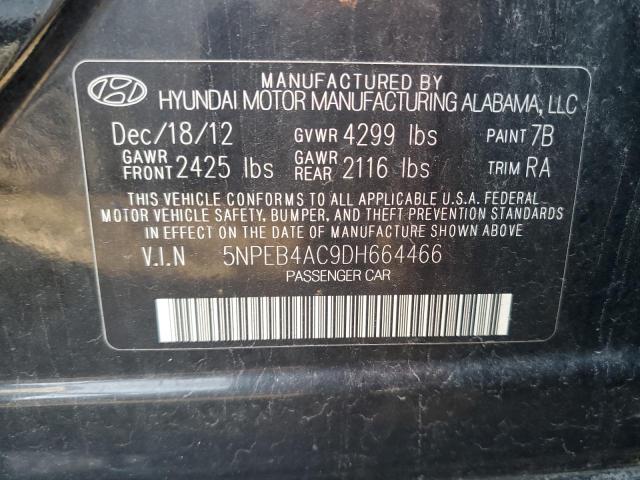 MANUFACTURED BY
HYUNDAI MOTOR MANUFACTURING ALABAMA, LLC
Dec/18/12 GVWR 4299 lbs PAINT 7B
GAWR FRONT 2425 lbs GAWR REAR 2116 lbs TRIM RA
THIS VEHICLE CONFORMS TO ALL APPLICABLE U.S.A. FEDERAL
MOTOR VEHICLE SAFETY, BUMPER, AND THEFT PREVENTION STANDARDS
IN EFFECT ON THE DATE OF MANUFACTURE SHOWN ABOVE
V.I.N 5NPEB4AC9DH664466
PASSENGER CAR